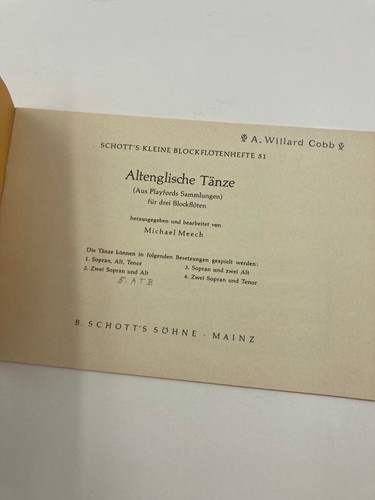 A. Willard Cobb
SCHOTT'S KLEINE BLOCKFLÖTENHEFTE 51
Altenglische Tänze
(Aus Playfords Sammlungen)
für drei Blockflöten
herausgegeben und bearbeitet von
Michael Meech
Die Tänze können in folgenden Besetzungen gespielt werden:
1. Sopran, Alt, Tenor
2. Zwei Sopran und Alt
3. Sopran und zwei Alt
4. Zwei Sopran und Tenor
5. ATB
B. SCHOTT'S SÖHNE · MAINZ